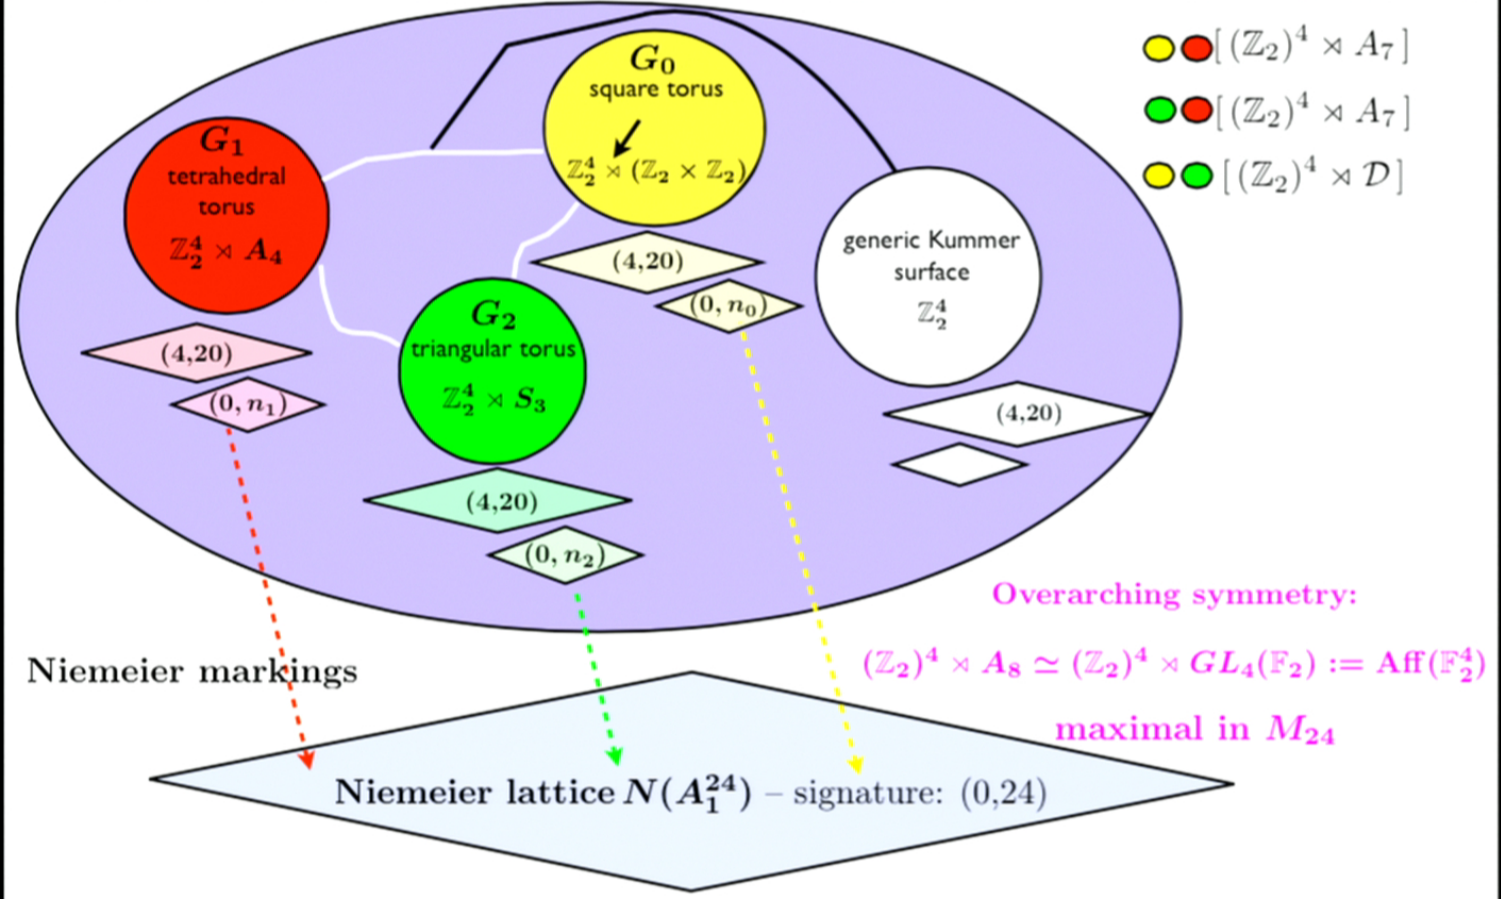 G₀
square torus
ℤ₂⁴ ⋊ (ℤ₂ × ℤ₂)
G₁
tetrahedral
torus
ℤ₂⁴ ⋊ A₄
(4,20)
(0, n₁)
G₂
triangular torus
ℤ₂⁴ ⋊ S₃
(4,20)
(0, n₂)
(4,20)
(0, n₀)
generic Kummer
surface
ℤ₂⁴
(4,20)
[(ℤ₂)⁴ ⋊ A₇]
[(ℤ₂)⁴ ⋊ A₇]
[(ℤ₂)⁴ ⋊ 𝒟]
Overarching symmetry:
(ℤ₂)⁴ ⋊ A₈ ≃ (ℤ₂)⁴ ⋊ GL₄(𝔽₂) := Aff(𝔽₂⁴)
maximal in M₂₄
Niemeier markings
Niemeier lattice N(A₁²⁴) – signature: (0,24)